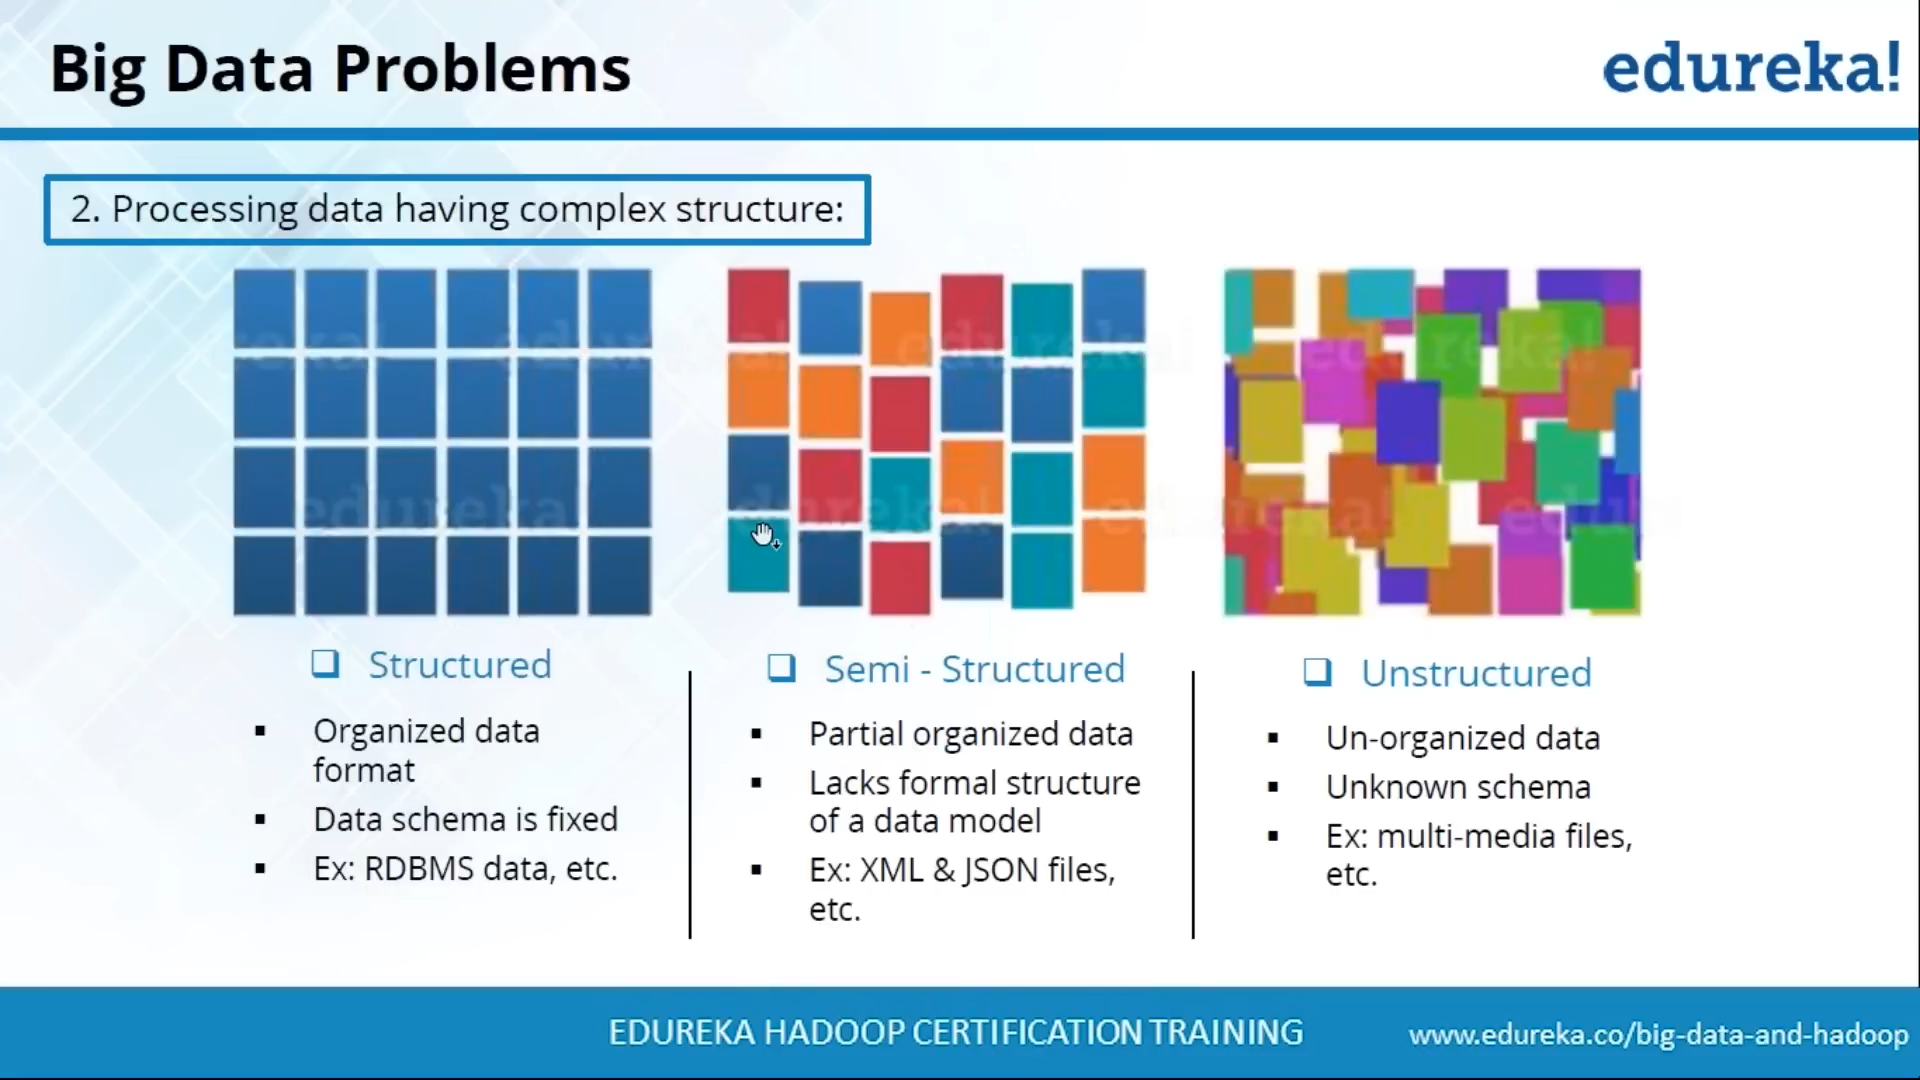 Big Data Problems
edureka!
2. Processing data having complex structure:
edureka!
edureka!
edureka!
❑ Structured
▪ Organized data
format
▪ Data schema is fixed
▪ Ex: RDBMS data, etc.
❑ Semi - Structured
▪ Partial organized data
▪ Lacks formal structure
of a data model
▪ Ex: XML & JSON files,
etc.
❑ Unstructured
▪ Un-organized data
▪ Unknown schema
▪ Ex: multi-media files,
etc.
EDUREKA HADOOP CERTIFICATION TRAINING
www.edureka.co/big-data-and-hadoop